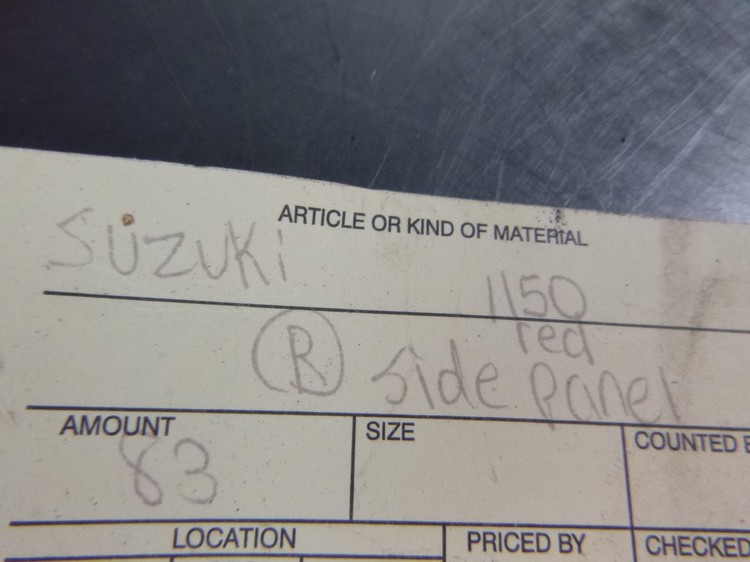 ARTICLE OR KIND OF MATERIAL
Suzuki 1150
red
(R) side panel
AMOUNT SIZE COUNTED B
83
LOCATION PRICED BY CHECKED